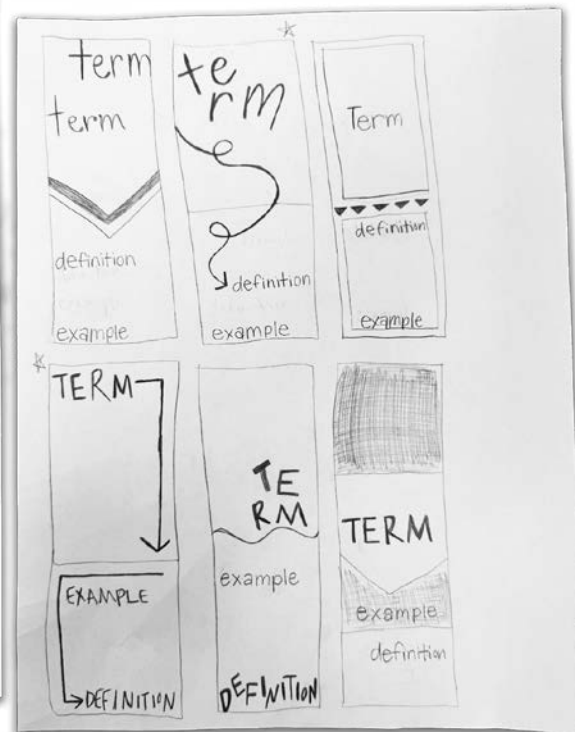 term
term
definition
example
te
rm
definition
example
Term
definition
example
TERM
EXAMPLE
DEFINITION
TE
RM
example
DEFINITION
TERM
example
definition